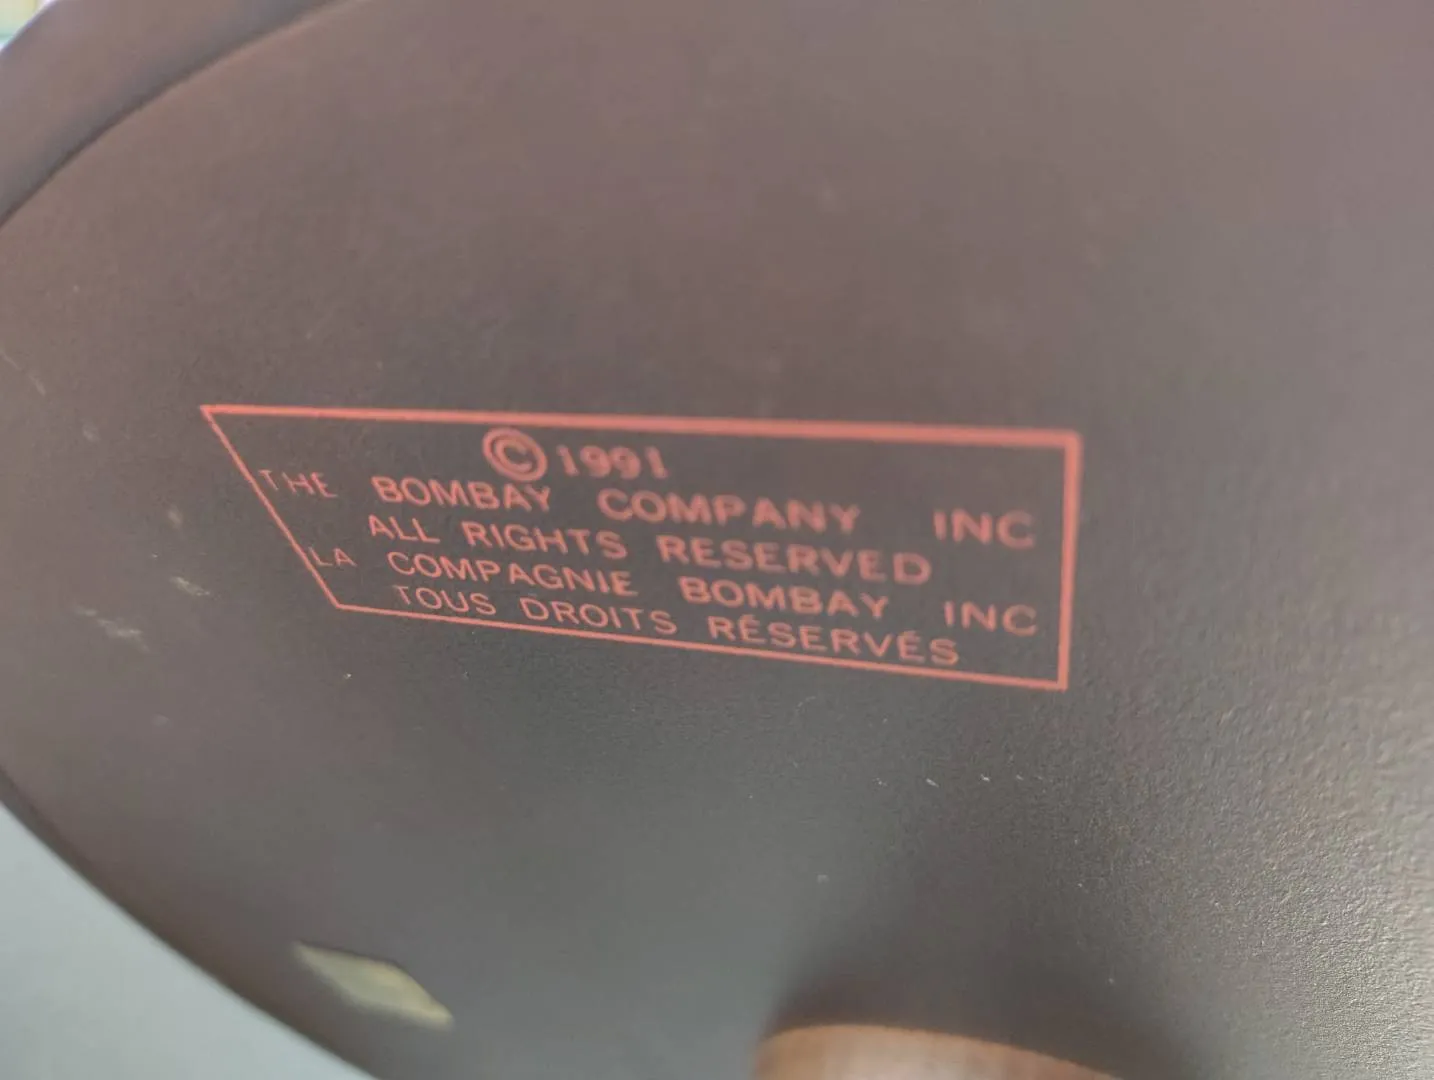 © 1991
THE BOMBAY COMPANY INC
ALL RIGHTS RESERVED
LA COMPAGNIE BOMBAY INC
TOUS DROITS RÉSERVÉS